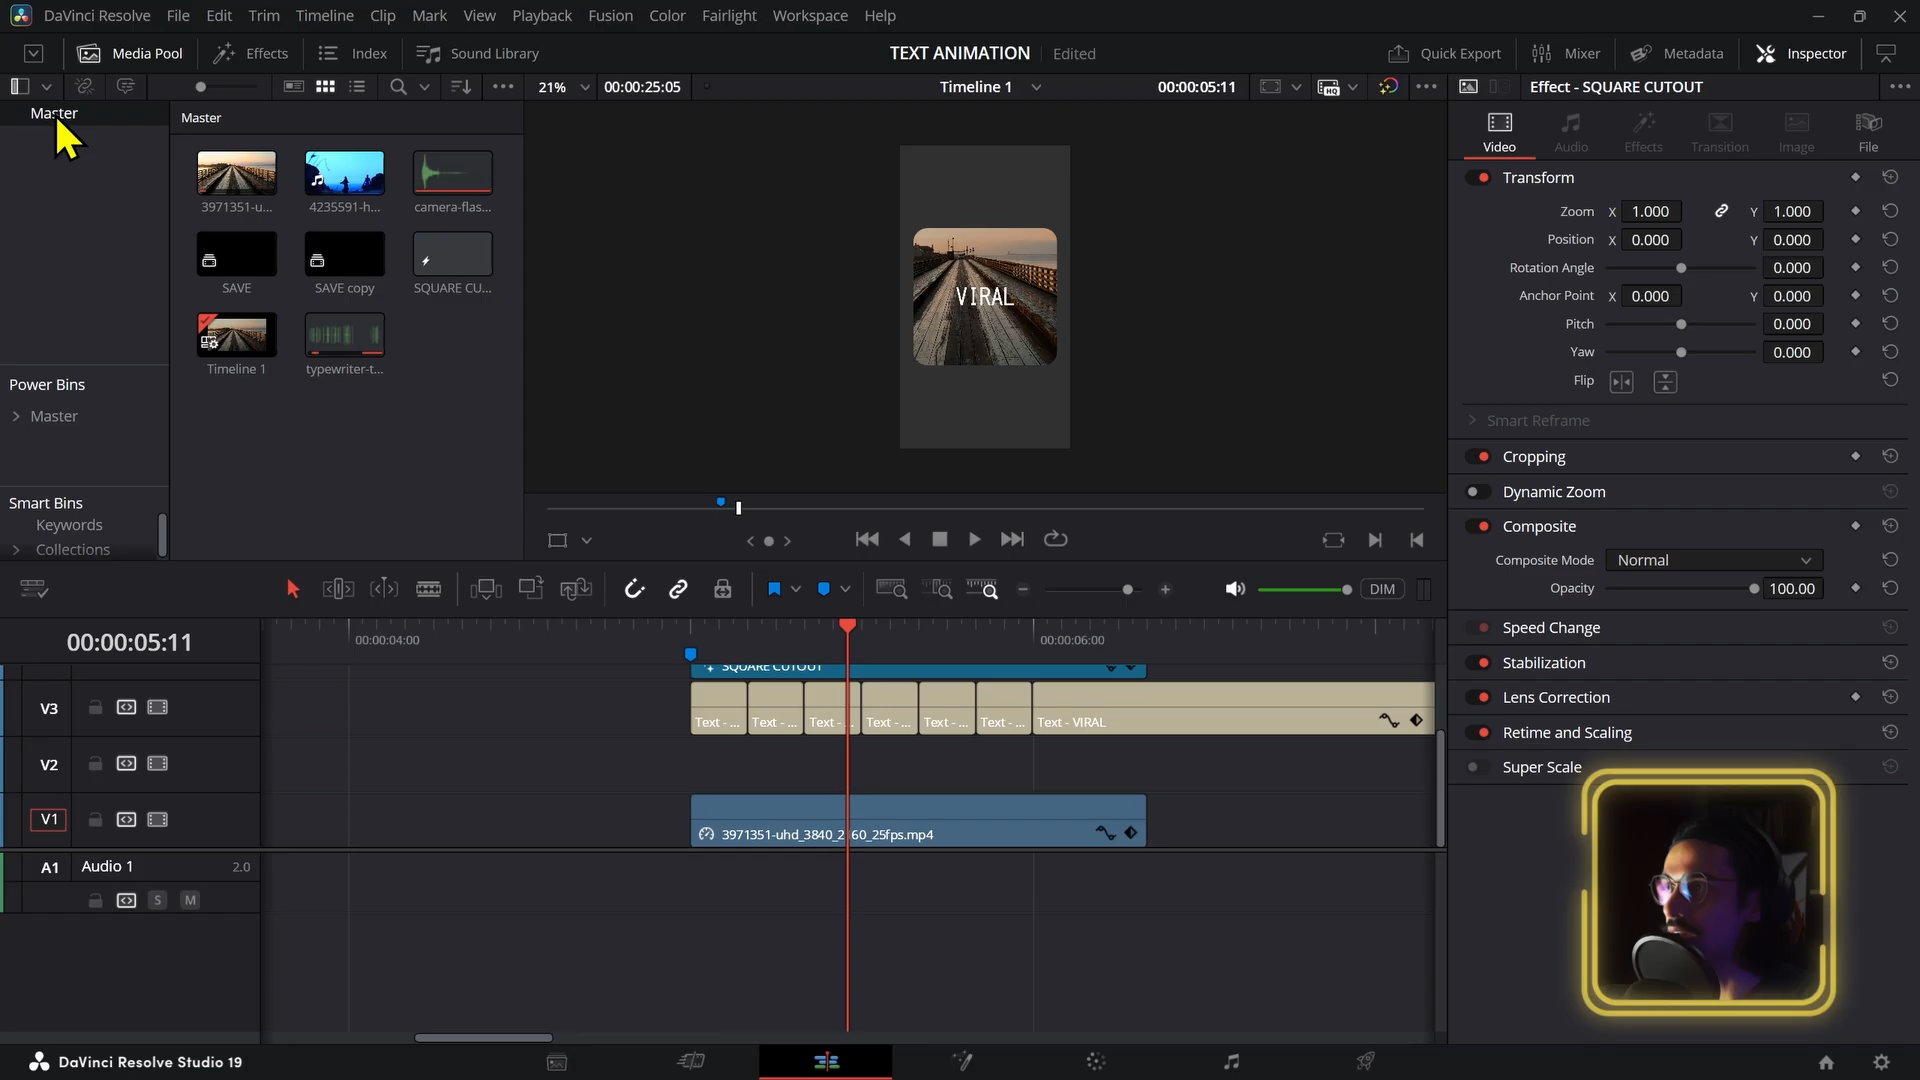 DaVinci Resolve File Edit Trim Timeline Clip Mark View Playback Fusion Color Fairlight Workspace Help
Media Pool Effects Index Sound Library TEXT ANIMATION Edited Quick Export Mixer Metadata Inspector
21% 00:00:25:05 Timeline 1 00:00:05:11 Effect - SQUARE CUTOUT
Master
Master
3971351-u... 4235591-h... camera-flas...
SAVE SAVE copy SQUARE CU...
Timeline 1 typewriter-t...
Power Bins
Master
Smart Bins
Keywords
Collections
VIRAL
Video Audio Effects Transition Image File
Transform
Zoom X 1.000 Y 1.000
Position X 0.000 Y 0.000
Rotation Angle 0.000
Anchor Point X 0.000 Y 0.000
Pitch 0.000
Yaw 0.000
Flip
Smart Reframe
Cropping
Dynamic Zoom
Composite
Composite Mode Normal
Opacity 100.00
Speed Change
Stabilization
Lens Correction
Retime and Scaling
Super Scale
DIM
00:00:05:11 00:00:04:00 00:00:06:00
SQUARE CUTOUT
V3 Text - ... Text - ... Text - ... Text - ... Text - ... Text - ... Text - VIRAL
V2
V1 3971351-uhd_3840_2160_25fps.mp4
A1 Audio 1 2.0
S M
DaVinci Resolve Studio 19